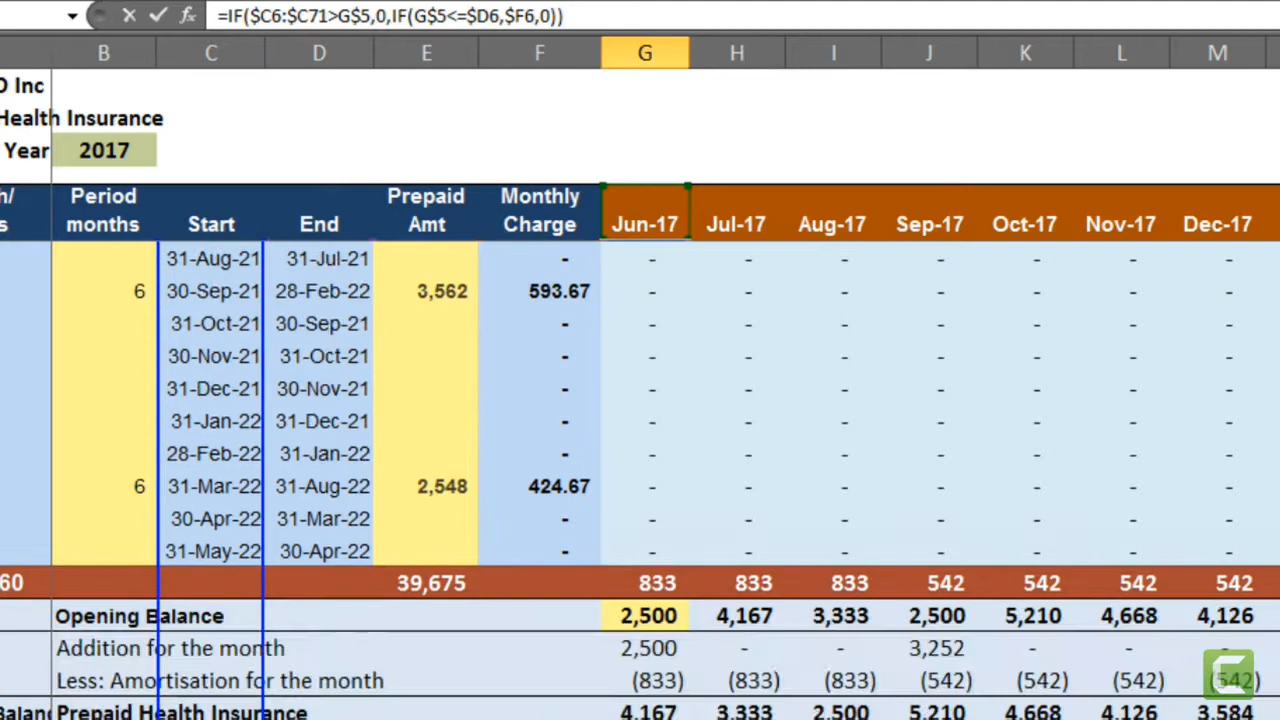 =IF($C6:$C71>G$5,0,IF(G$5<=$D6,$F6,0))
B C D E F G H I J K L M
O Inc
Health Insurance
Year 2017
h/ Period Prepaid Monthly
s months Start End Amt Charge Jun-17 Jul-17 Aug-17 Sep-17 Oct-17 Nov-17 Dec-17
31-Aug-21 31-Jul-21 - - - - - - - -
6 30-Sep-21 28-Feb-22 3,562 593.67 - - - - - - -
31-Oct-21 30-Sep-21 - - - - - - - -
30-Nov-21 31-Oct-21 - - - - - - - -
31-Dec-21 30-Nov-21 - - - - - - - -
31-Jan-22 31-Dec-21 - - - - - - - -
28-Feb-22 31-Jan-22 - - - - - - - -
6 31-Mar-22 31-Aug-22 2,548 424.67 - - - - - - -
30-Apr-22 31-Mar-22 - - - - - - - -
31-May-22 30-Apr-22 - - - - - - - -
60 39,675 833 833 833 542 542 542 542
Opening Balance 2,500 4,167 3,333 2,500 5,210 4,668 4,126
Addition for the month 2,500 - - 3,252 - - -
Less: Amortisation for the month (833) (833) (833) (542) (542) (542) (542)
Balanc Prepaid Health Insurance 4,167 3,333 2,500 5,210 4,668 4,126 3,584